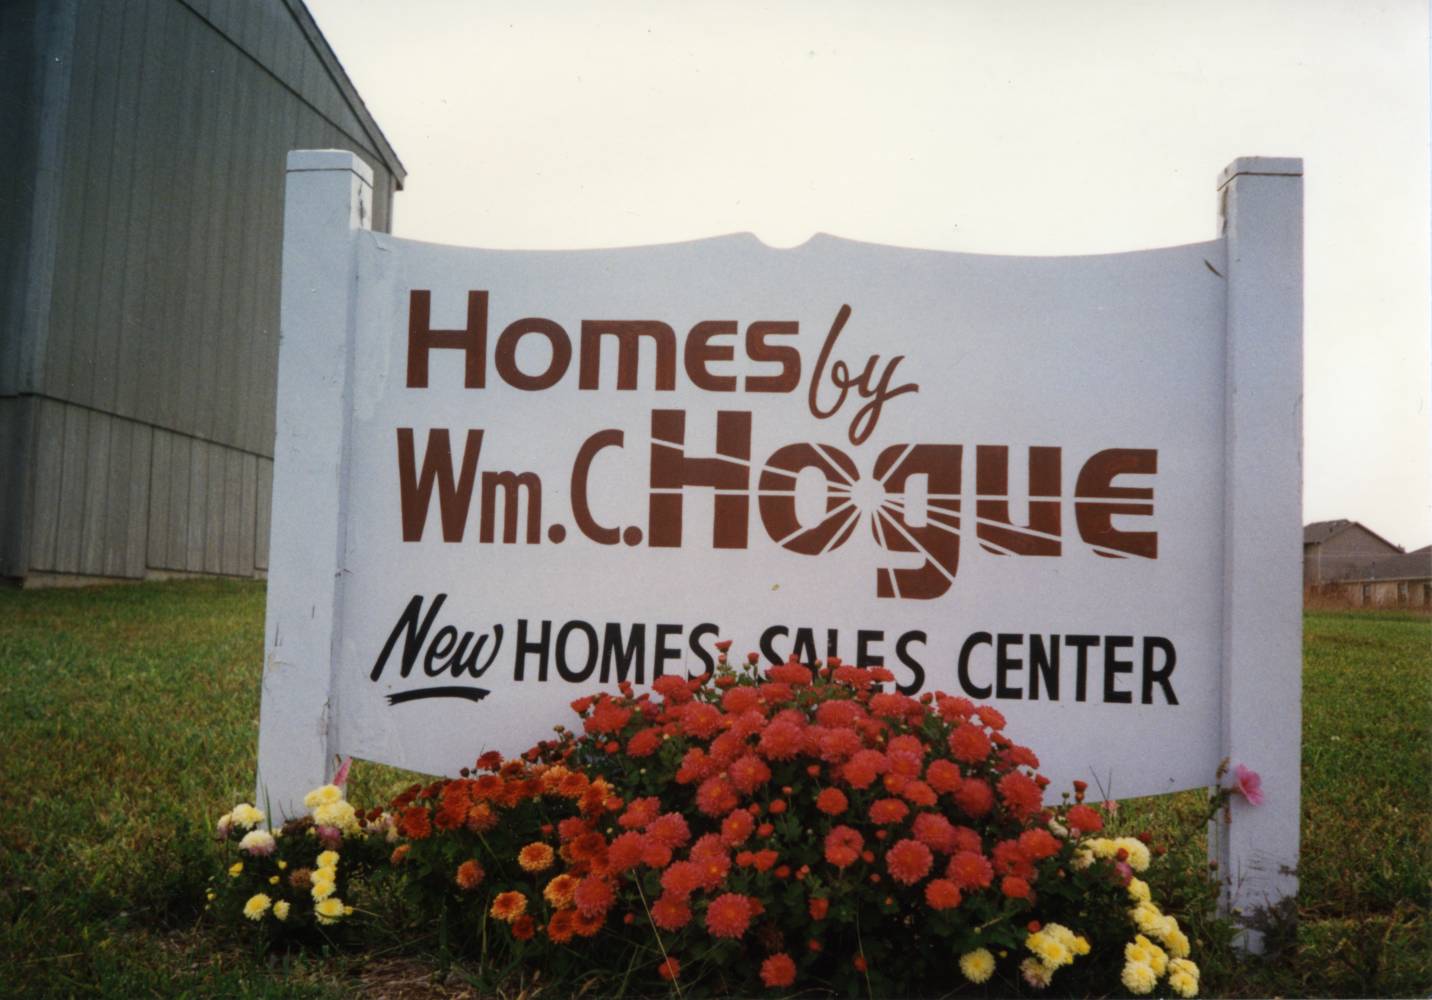 Homes by
Wm. C. Hogue
New HOMES SALES CENTER